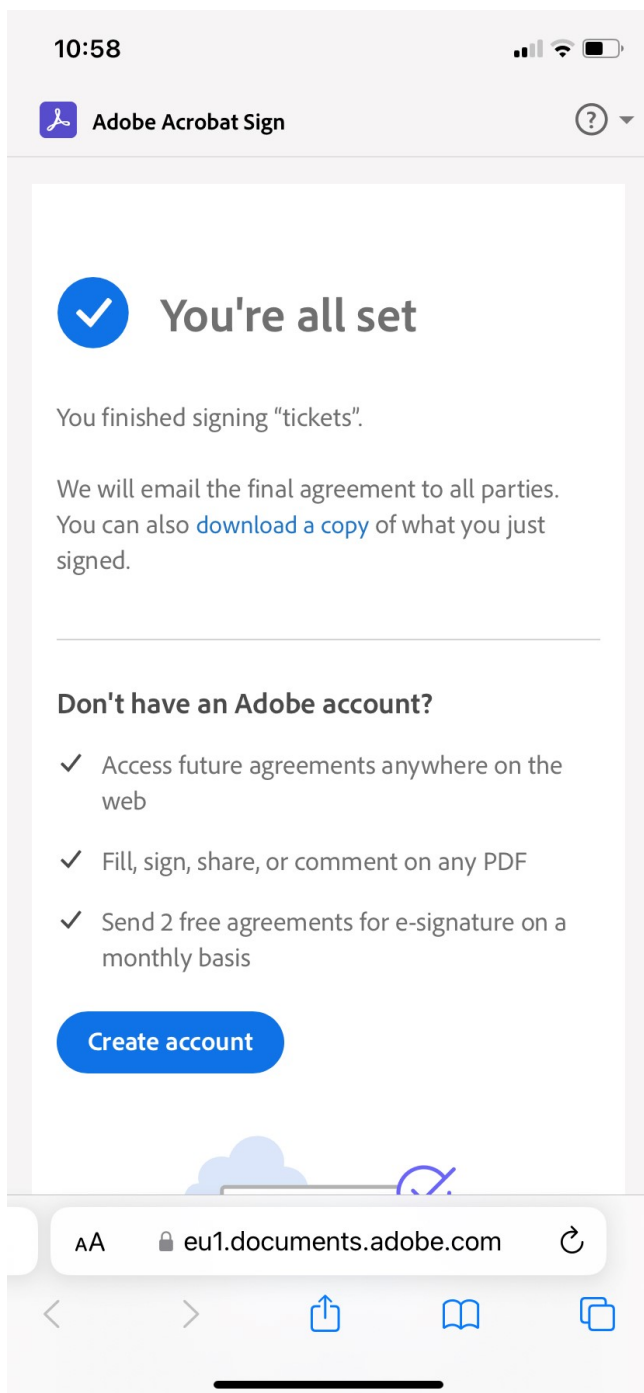 10:58
Adobe Acrobat Sign
?
You're all set
You finished signing “tickets”.
We will email the final agreement to all parties.
You can also download a copy of what you just
signed.
Don't have an Adobe account?
Access future agreements anywhere on the
web
Fill, sign, share, or comment on any PDF
Send 2 free agreements for e-signature on a
monthly basis
Create account
AA eu1.documents.adobe.com